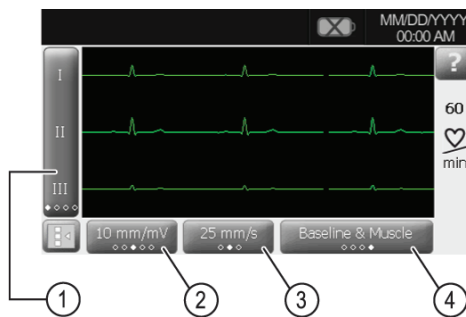 MM/DD/YYYY
00:00 AM
?
I
II
III
60
min
10 mm/mV
25 mm/s
Baseline & Muscle
1
2
3
4